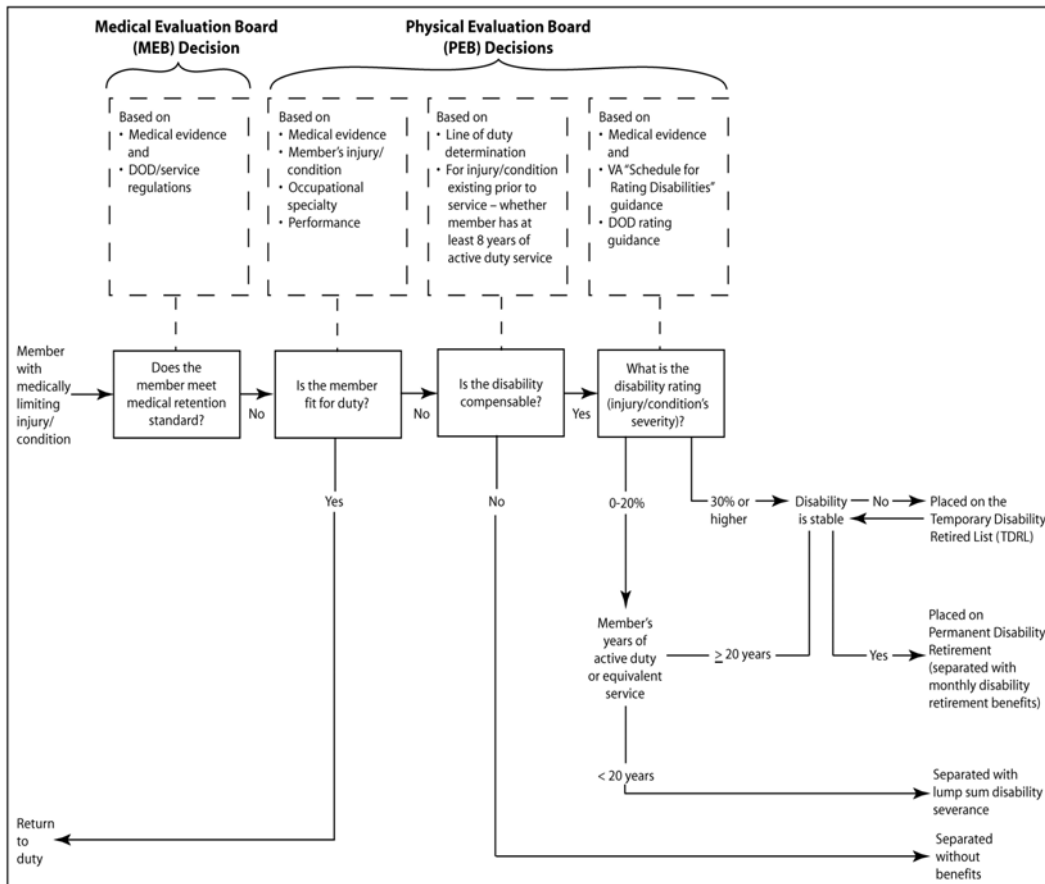 Medical Evaluation Board
(MEB) Decision
Physical Evaluation Board
(PEB) Decisions
Based on
• Medical evidence
and
• DOD/service
regulations
Based on
• Medical evidence
• Member's injury/
condition
• Occupational
specialty
• Performance
Based on
• Line of duty
determination
• For injury/condition
existing prior to
service – whether
member has at
least 8 years of
active duty service
Based on
• Medical evidence
and
• VA "Schedule for
Rating Disabilities"
guidance
• DOD rating
guidance
Member
with
medically
limiting
injury/
condition
Does the
member meet
medical retention
standard?
No
Is the member
fit for duty?
No
Is the disability
compensable?
Yes
What is the
disability rating
(injury/condition's
severity)?
Yes
No
0-20%
30% or
higher
Disability
is stable
No
Placed on the
Temporary Disability
Retired List (TDRL)
Member's
years of
active duty
or equivalent
service
≥ 20 years
Yes
Placed on
Permanent Disability
Retirement
(separated with
monthly disability
retirement benefits)
< 20 years
Separated with
lump sum disability
severance
Return
to
duty
Separated
without
benefits